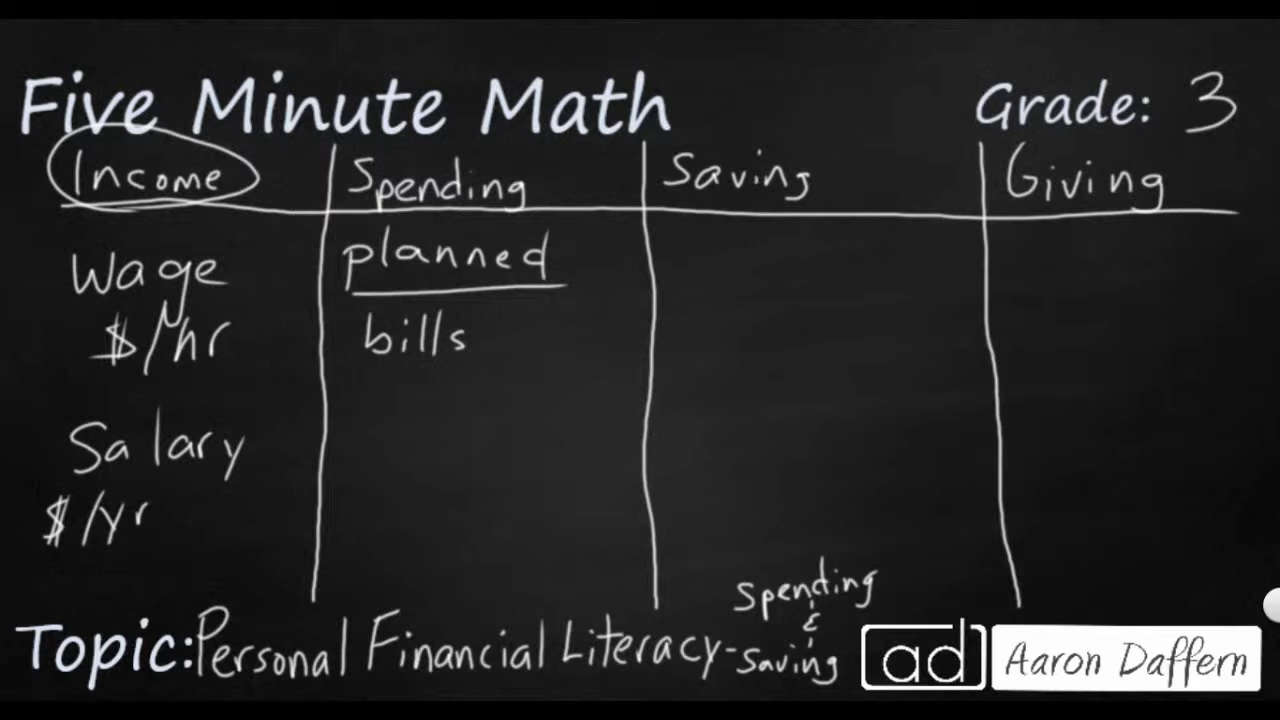 Five Minute Math Grade: 3
Income Spending Saving Giving
Wage planned
$/hr bills
Salary
$/yr
Topic: Personal Financial Literacy - Spending & Saving
ad Aaron Daffern